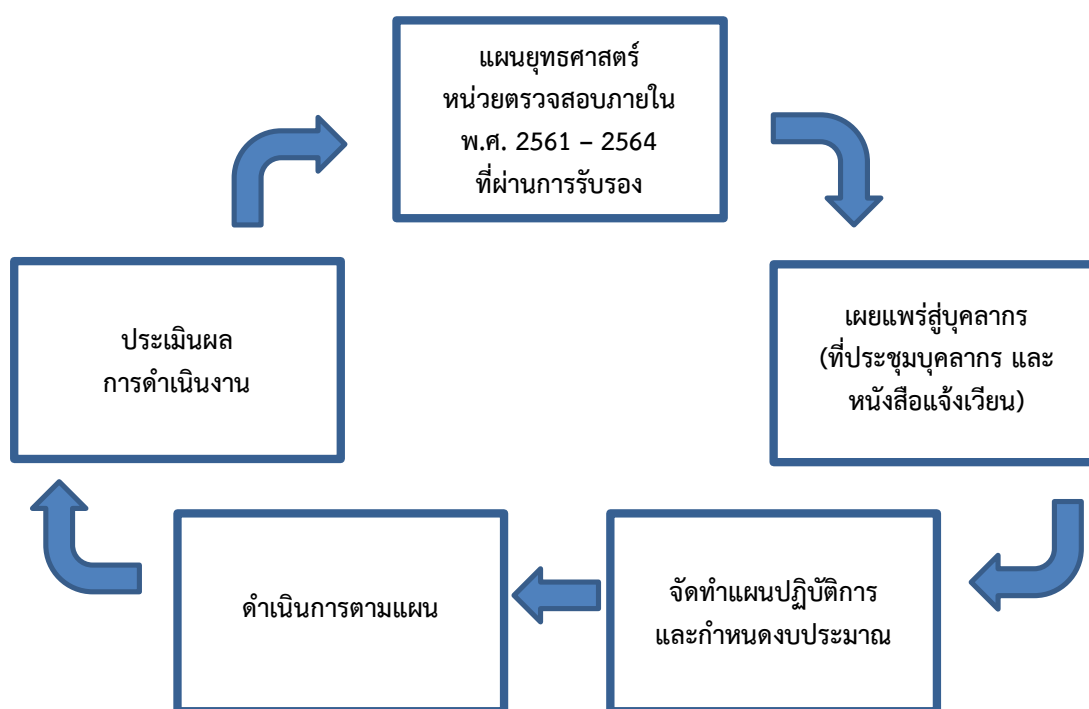 แผนยุทธศาสตร์
หน่วยตรวจสอบภายใน
พ.ศ. 2561 – 2564
ที่ผ่านการรับรอง
เผยแพร่สู่บุคลากร
(ที่ประชุมบุคลากร และ
หนังสือแจ้งเวียน)
จัดทำแผนปฏิบัติการ
และกำหนดงบประมาณ
ดำเนินการตามแผน
ประเมินผล
การดำเนินงาน